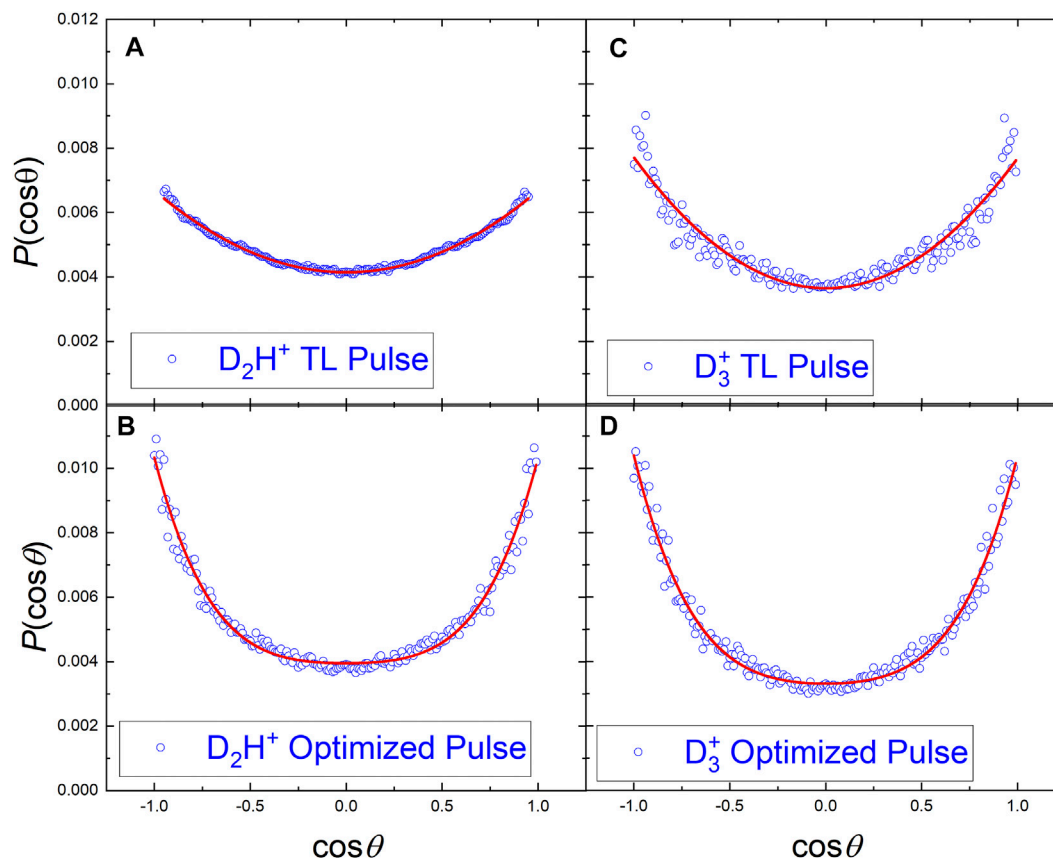 0.012
A
C
0.010
0.008
0.006
0.004
0.002
0.000
P(cosθ)
D₂H⁺ TL Pulse
D₃⁺ TL Pulse
B
D
0.010
0.008
0.006
0.004
0.002
0.000
P(cosθ)
D₂H⁺ Optimized Pulse
D₃⁺ Optimized Pulse
-1.0 -0.5 0.0 0.5 1.0
-1.0 -0.5 0.0 0.5 1.0
cosθ
cosθ